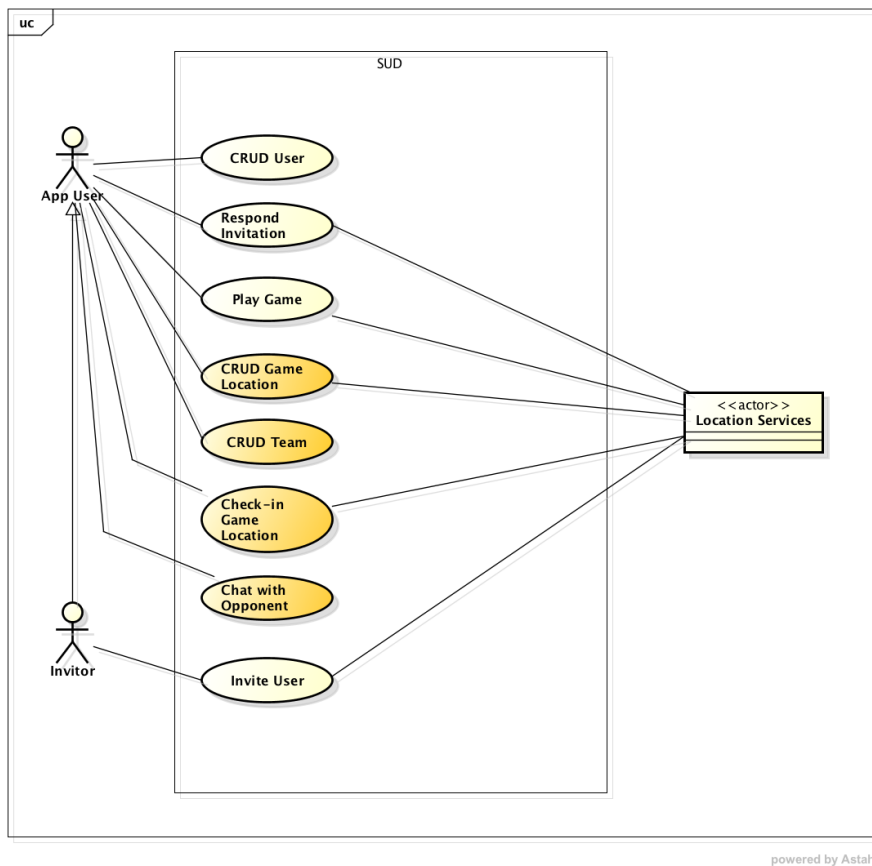 uc
SUD
CRUD User
App User
Respond
Invitation
Play Game
CRUD Game
Location
<<actor>>
Location Services
CRUD Team
Check-in
Game
Location
Chat with
Opponent
Invitor
Invite User
powered by Astah